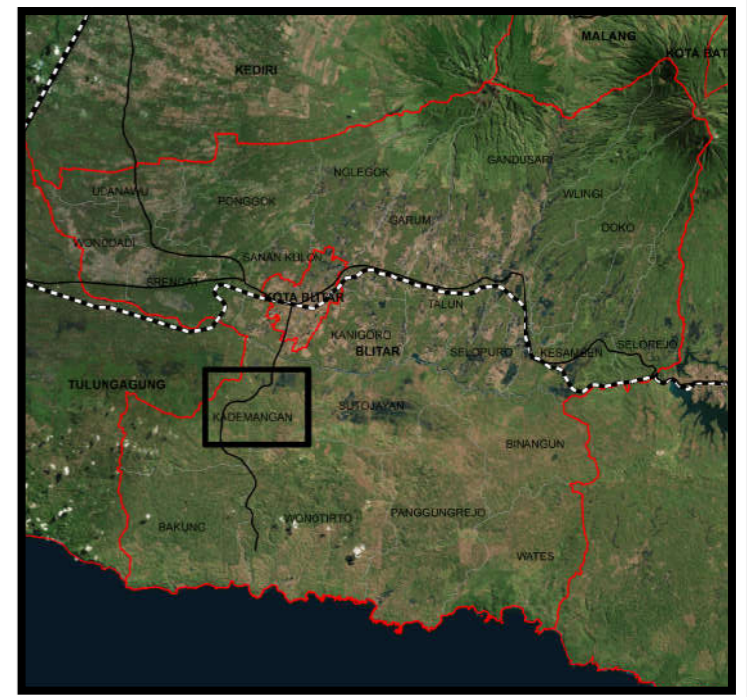 MALANG
KOTA BAT
KEDIRI
GANDUSARI
NGLEGOK
UDANAWU
WLINGI
PONGGOK
GARUM
DOKO
WONODADI
SANAN KULON
SRENGAT
KOTA BLITAR
TALUN
KANIGORO
BLITAR
SELOPURO
KESAMBEN
SELOREJO
TULUNGAGUNG
SUTOJAYAN
KADEMANGAN
BINANGUN
PANGGUNGREJO
WONOTIRTO
BAKUNG
WATES